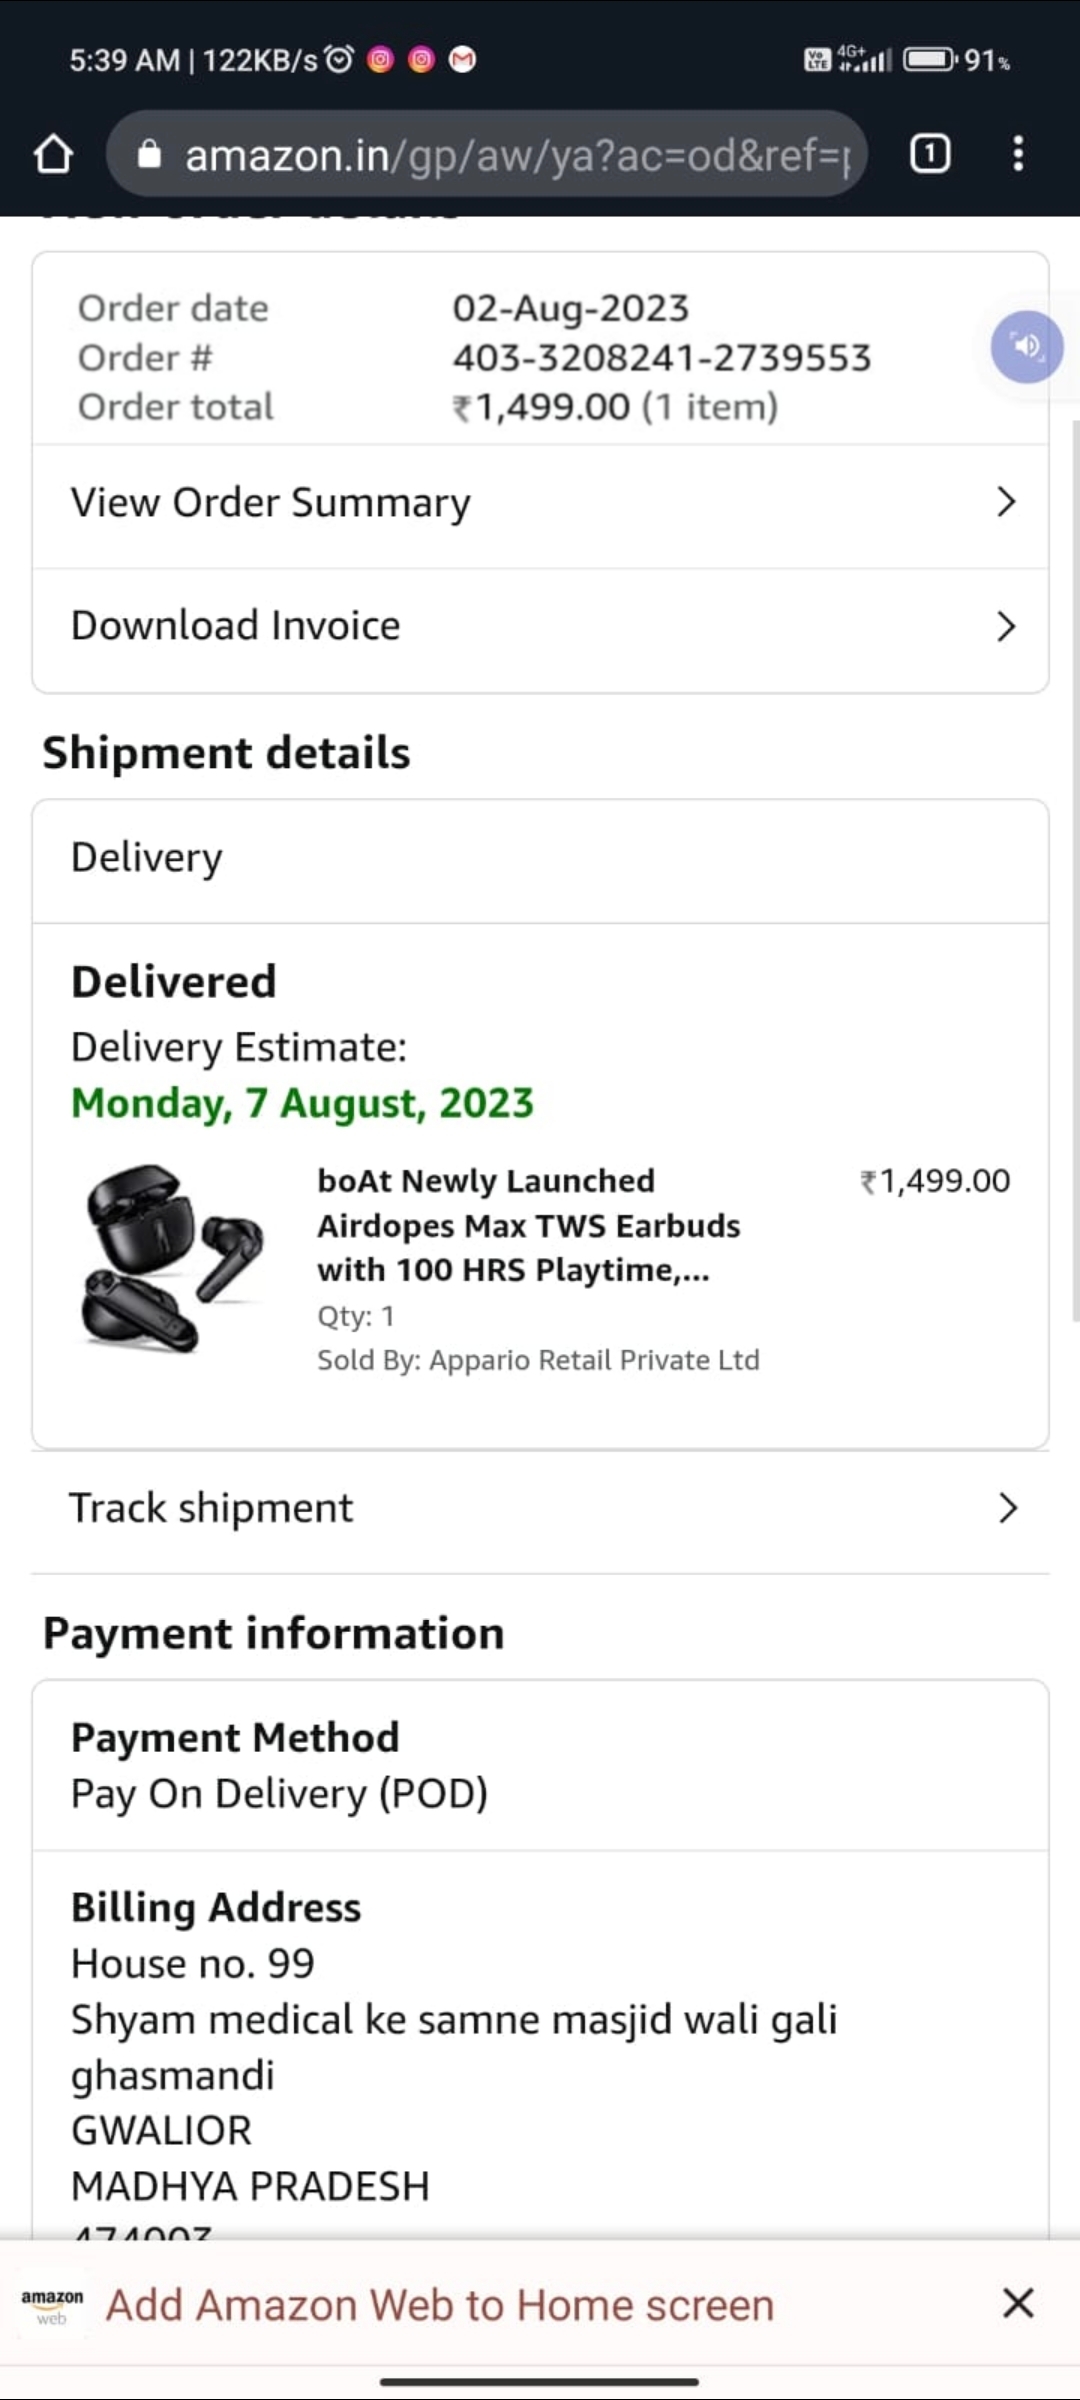 5:39 AM | 122KB/s
Vo LTE 4G+ 91%
amazon.in/gp/aw/ya?ac=od&ref=
1
Order date 02-Aug-2023
Order # 403-3208241-2739553
Order total ₹1,499.00 (1 item)
View Order Summary
Download Invoice
Shipment details
Delivery
Delivered
Delivery Estimate:
Monday, 7 August, 2023
boAt Newly Launched ₹1,499.00
Airdopes Max TWS Earbuds
with 100 HRS Playtime,...
Qty: 1
Sold By: Appario Retail Private Ltd
Track shipment
Payment information
Payment Method
Pay On Delivery (POD)
Billing Address
House no. 99
Shyam medical ke samne masjid wali gali
ghasmandi
GWALIOR
MADHYA PRADESH
amazon
web
Add Amazon Web to Home screen